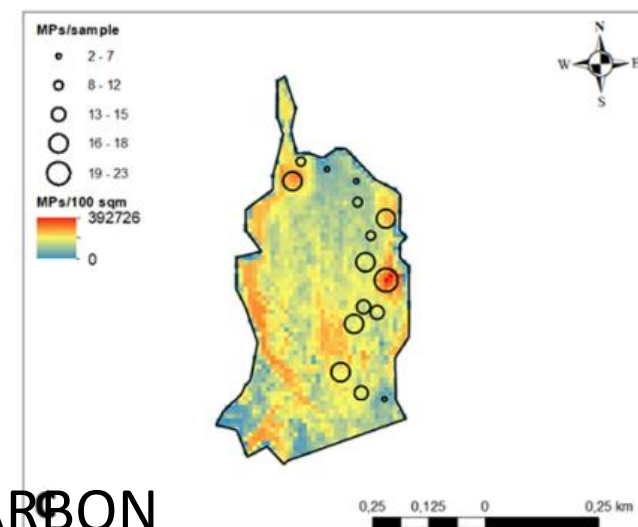 MPs/sample
2 - 7
8 - 12
13 - 15
16 - 18
19 - 23
MPs/100 sqm
392726
0
N
W E
S
ARBON
0,25 0,125 0 0,25 km